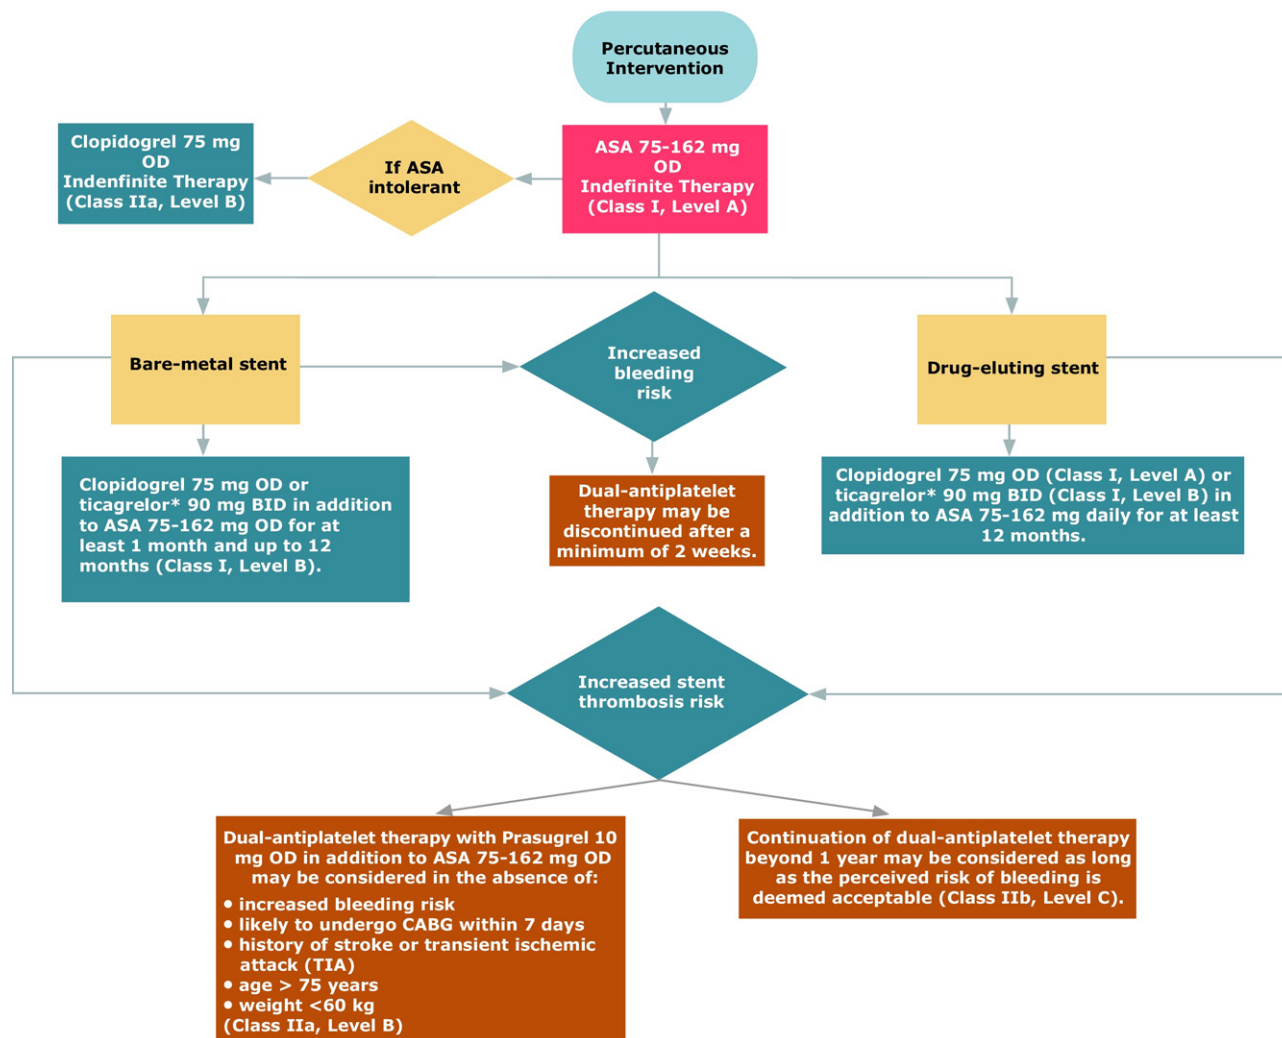 Percutaneous
Intervention
Clopidogrel 75 mg
OD
Indenfinite Therapy
(Class IIa, Level B)
If ASA
intolerant
ASA 75-162 mg
OD
Indefinite Therapy
(Class I, Level A)
Bare-metal stent
Increased
bleeding
risk
Drug-eluting stent
Clopidogrel 75 mg OD or
ticagrelor* 90 mg BID in addition
to ASA 75-162 mg OD for at
least 1 month and up to 12
months (Class I, Level B).
Dual-antiplatelet
therapy may be
discontinued after a
minimum of 2 weeks.
Clopidogrel 75 mg OD (Class I, Level A) or
ticagrelor* 90 mg BID (Class I, Level B) in
addition to ASA 75-162 mg daily for at least
12 months.
Increased stent
thrombosis risk
Dual-antiplatelet therapy with Prasugrel 10
mg OD in addition to ASA 75-162 mg OD
may be considered in the absence of:
• increased bleeding risk
• likely to undergo CABG within 7 days
• history of stroke or transient ischemic
attack (TIA)
• age > 75 years
• weight <60 kg
(Class IIa, Level B)
Continuation of dual-antiplatelet therapy
beyond 1 year may be considered as long
as the perceived risk of bleeding is
deemed acceptable (Class IIb, Level C).